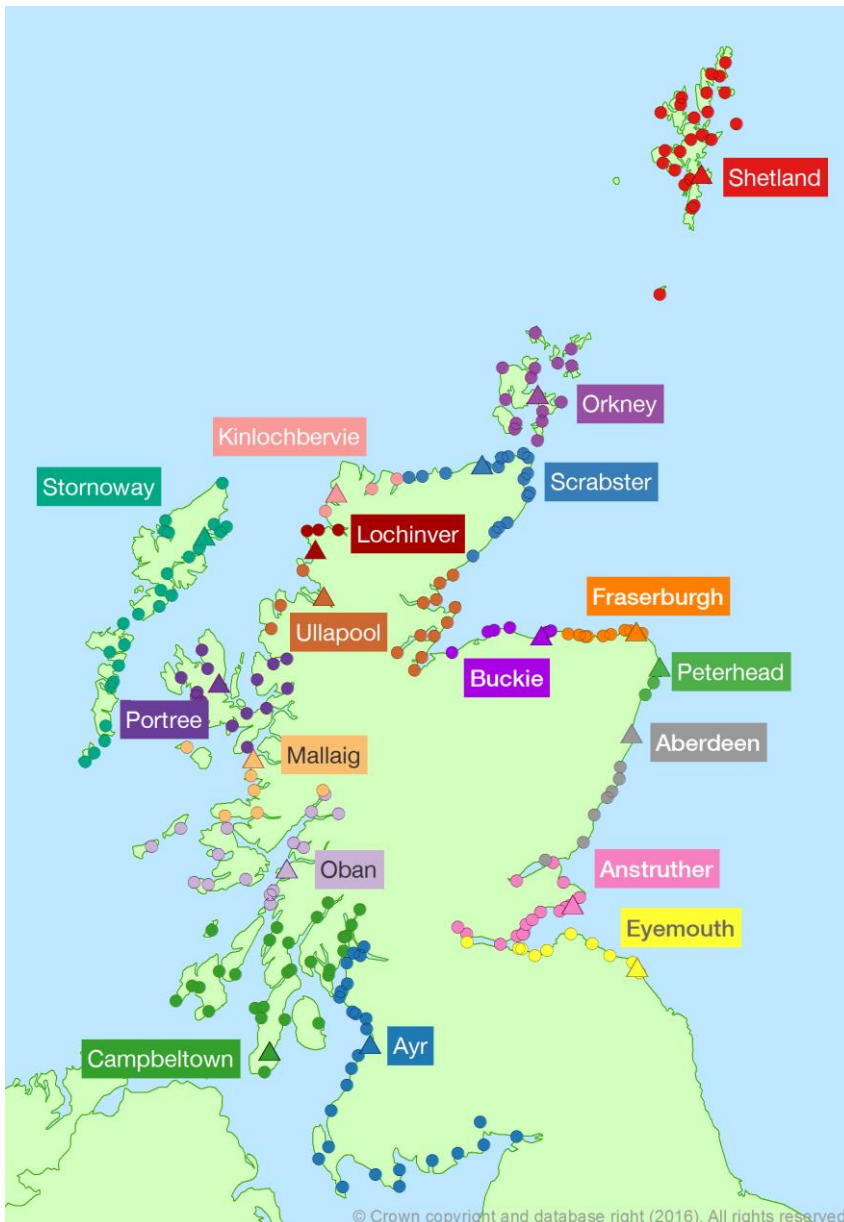 Shetland
Orkney
Kinlochbervie
Stornoway
Scrabster
Lochinver
Fraserburgh
Ullapool
Buckie
Peterhead
Portree
Aberdeen
Mallaig
Oban
Anstruther
Eyemouth
Campbeltown
Ayr
© Crown copyright and database right (2016). All rights reserved